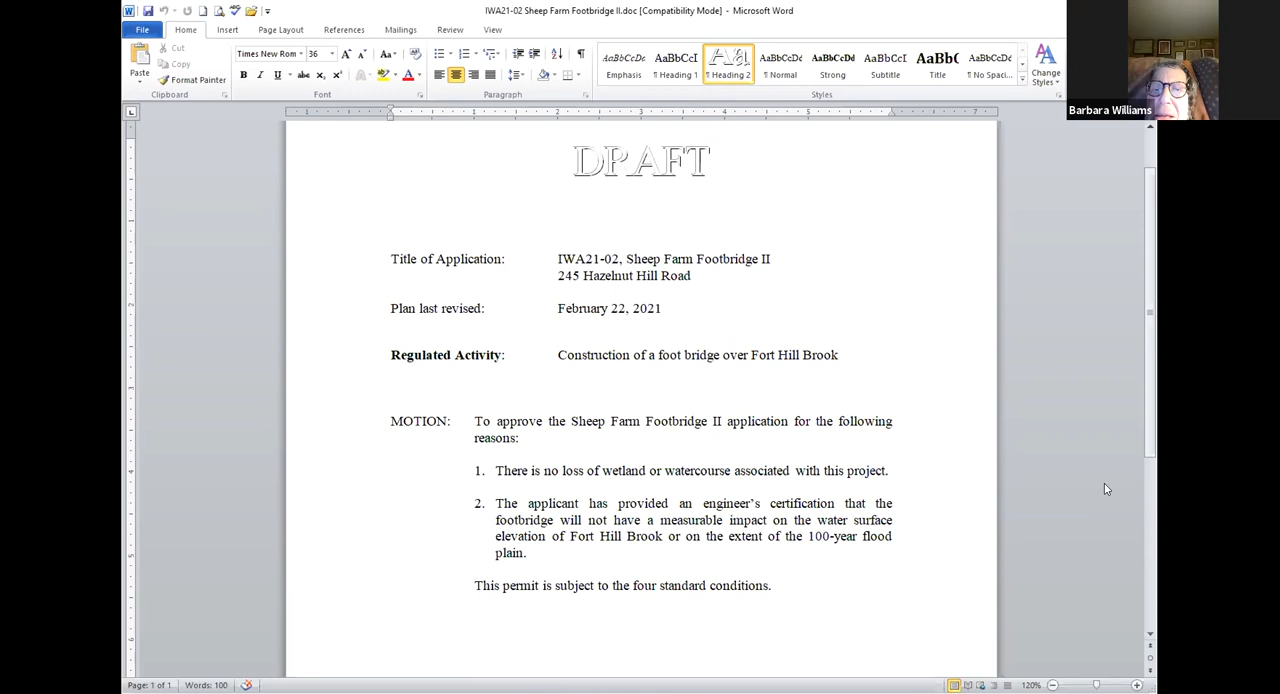 IWA21-02 Sheep Farm Footbridge II.doc [Compatibility Mode] - Microsoft Word
File Home Insert Page Layout References Mailings Review View
Cut
Copy
Format Painter
Paste
Clipboard
Times New Rom 36
Font
Paragraph
AaBbCcDc AaBbCcI Aa AaBbCcDc AaBbCcDd AaBbCcI AaBb( AaBbCcDc
Emphasis ¶ Heading 1 ¶ Heading 2 ¶ Normal Strong Subtitle Title ¶ No Spaci...
Change
Styles
Styles
Barbara Williams
DRAFT
Title of Application: IWA21-02, Sheep Farm Footbridge II
245 Hazelnut Hill Road
Plan last revised: February 22, 2021
Regulated Activity: Construction of a foot bridge over Fort Hill Brook
MOTION: To approve the Sheep Farm Footbridge II application for the following
reasons:
1. There is no loss of wetland or watercourse associated with this project.
2. The applicant has provided an engineer's certification that the
footbridge will not have a measurable impact on the water surface
elevation of Fort Hill Brook or on the extent of the 100-year flood
plain.
This permit is subject to the four standard conditions.
Page: 1 of 1 Words: 100 120%